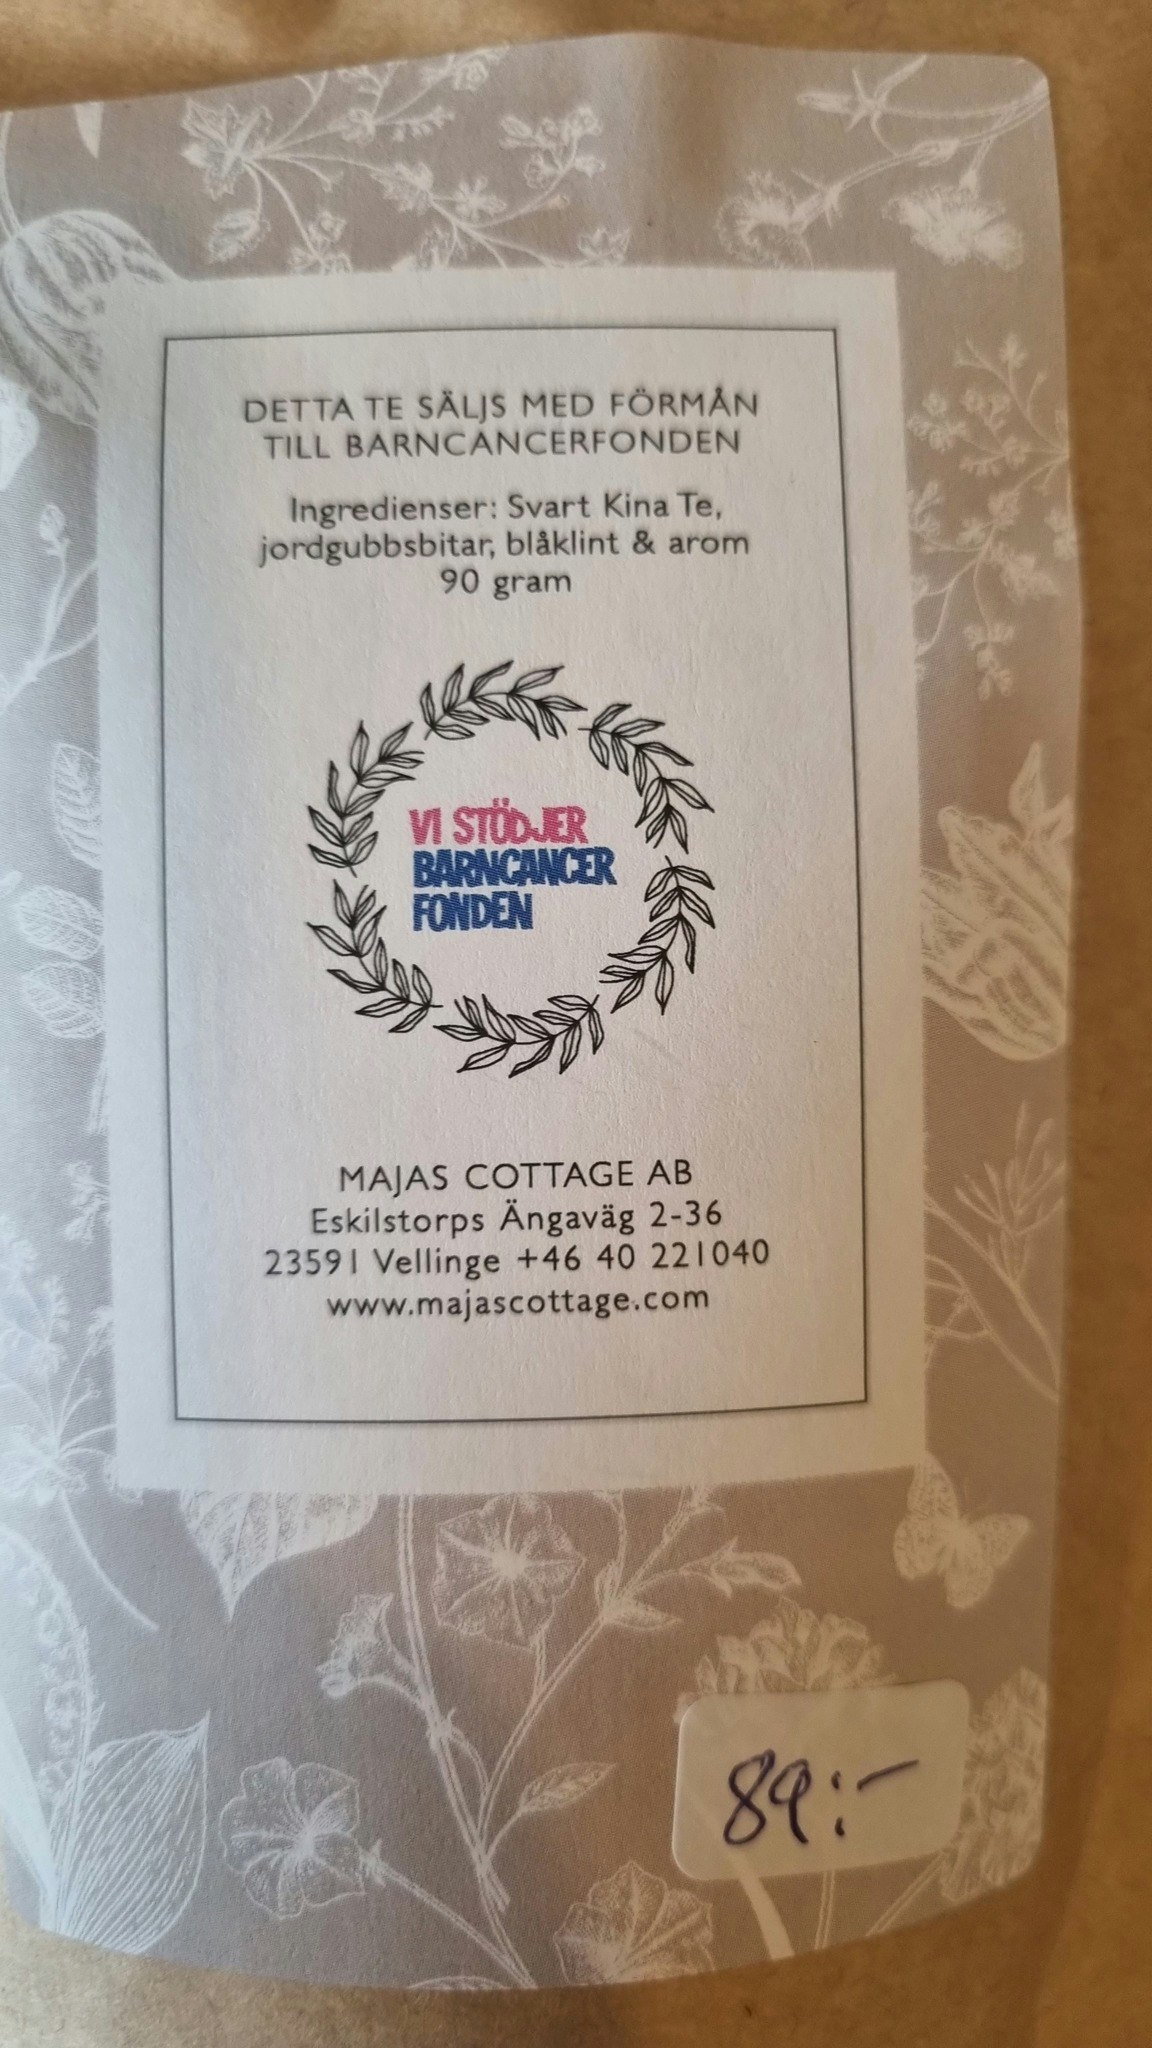 DETTA TE SÄLJS MED FÖRMÅN
TILL BARNCANCERFONDEN
Ingredienser: Svart Kina Te,
jordgubbsbitar, blåklint & arom
90 gram
VI STÖDJER
BARNCANCER
FONDEN
MAJAS COTTAGE AB
Eskilstorps Ängaväg 2-36
23591 Vellinge +46 40 221040
www.majascottage.com
89:-